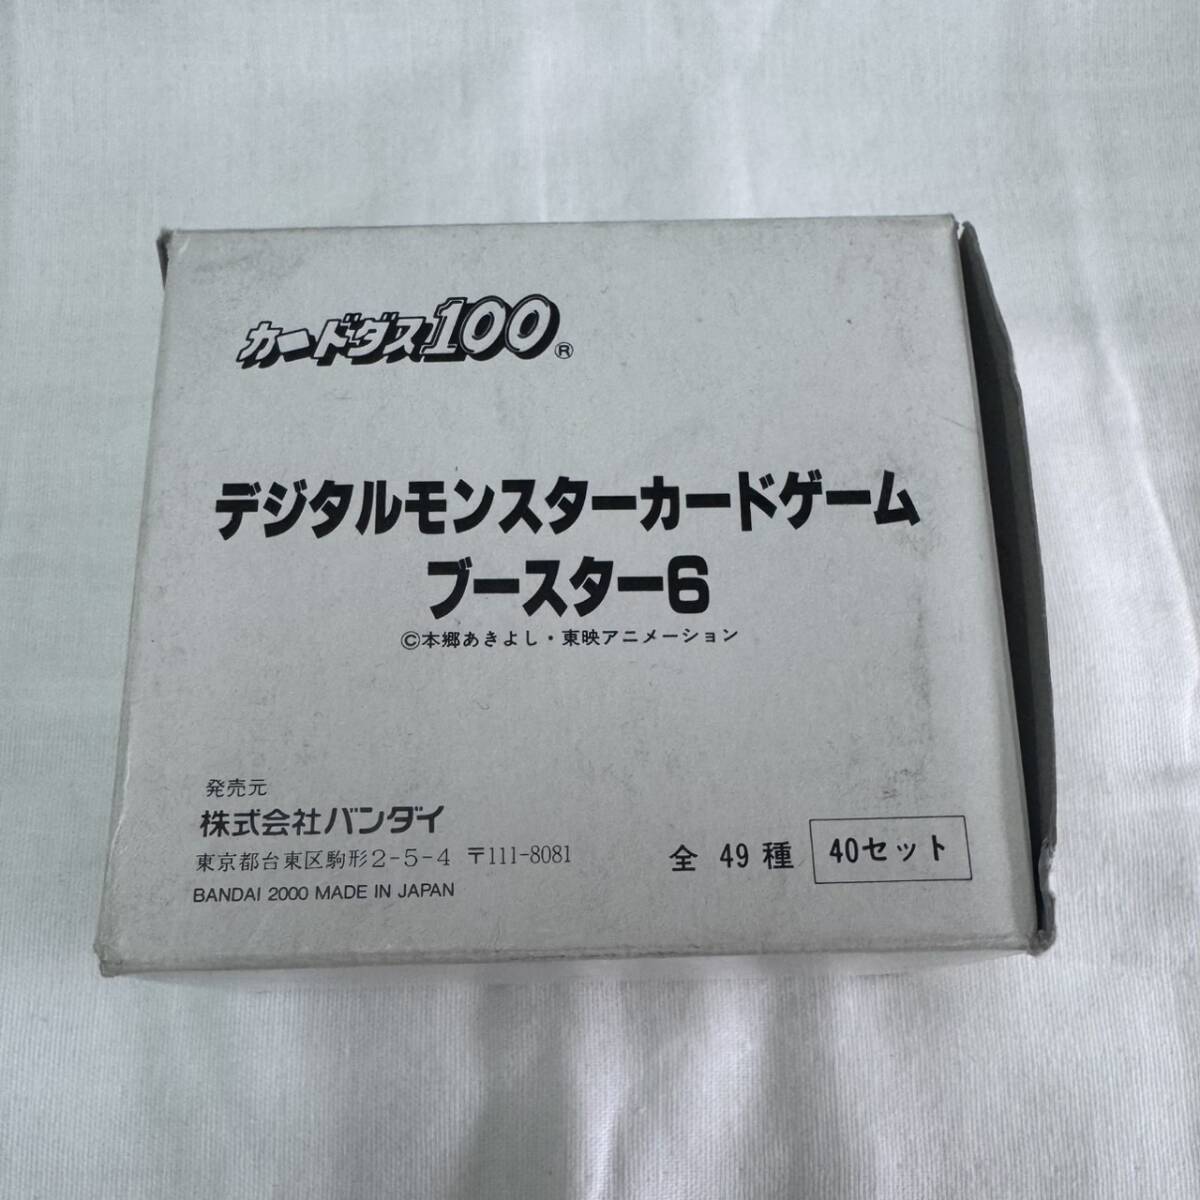 カードダス100®
デジタルモンスターカードゲーム
ブースター6
©本郷あきよし・東映アニメーション
発売元
株式会社バンダイ
東京都台東区駒形2-5-4 〒111-8081
BANDAI 2000 MADE IN JAPAN
全 49 種 40セット